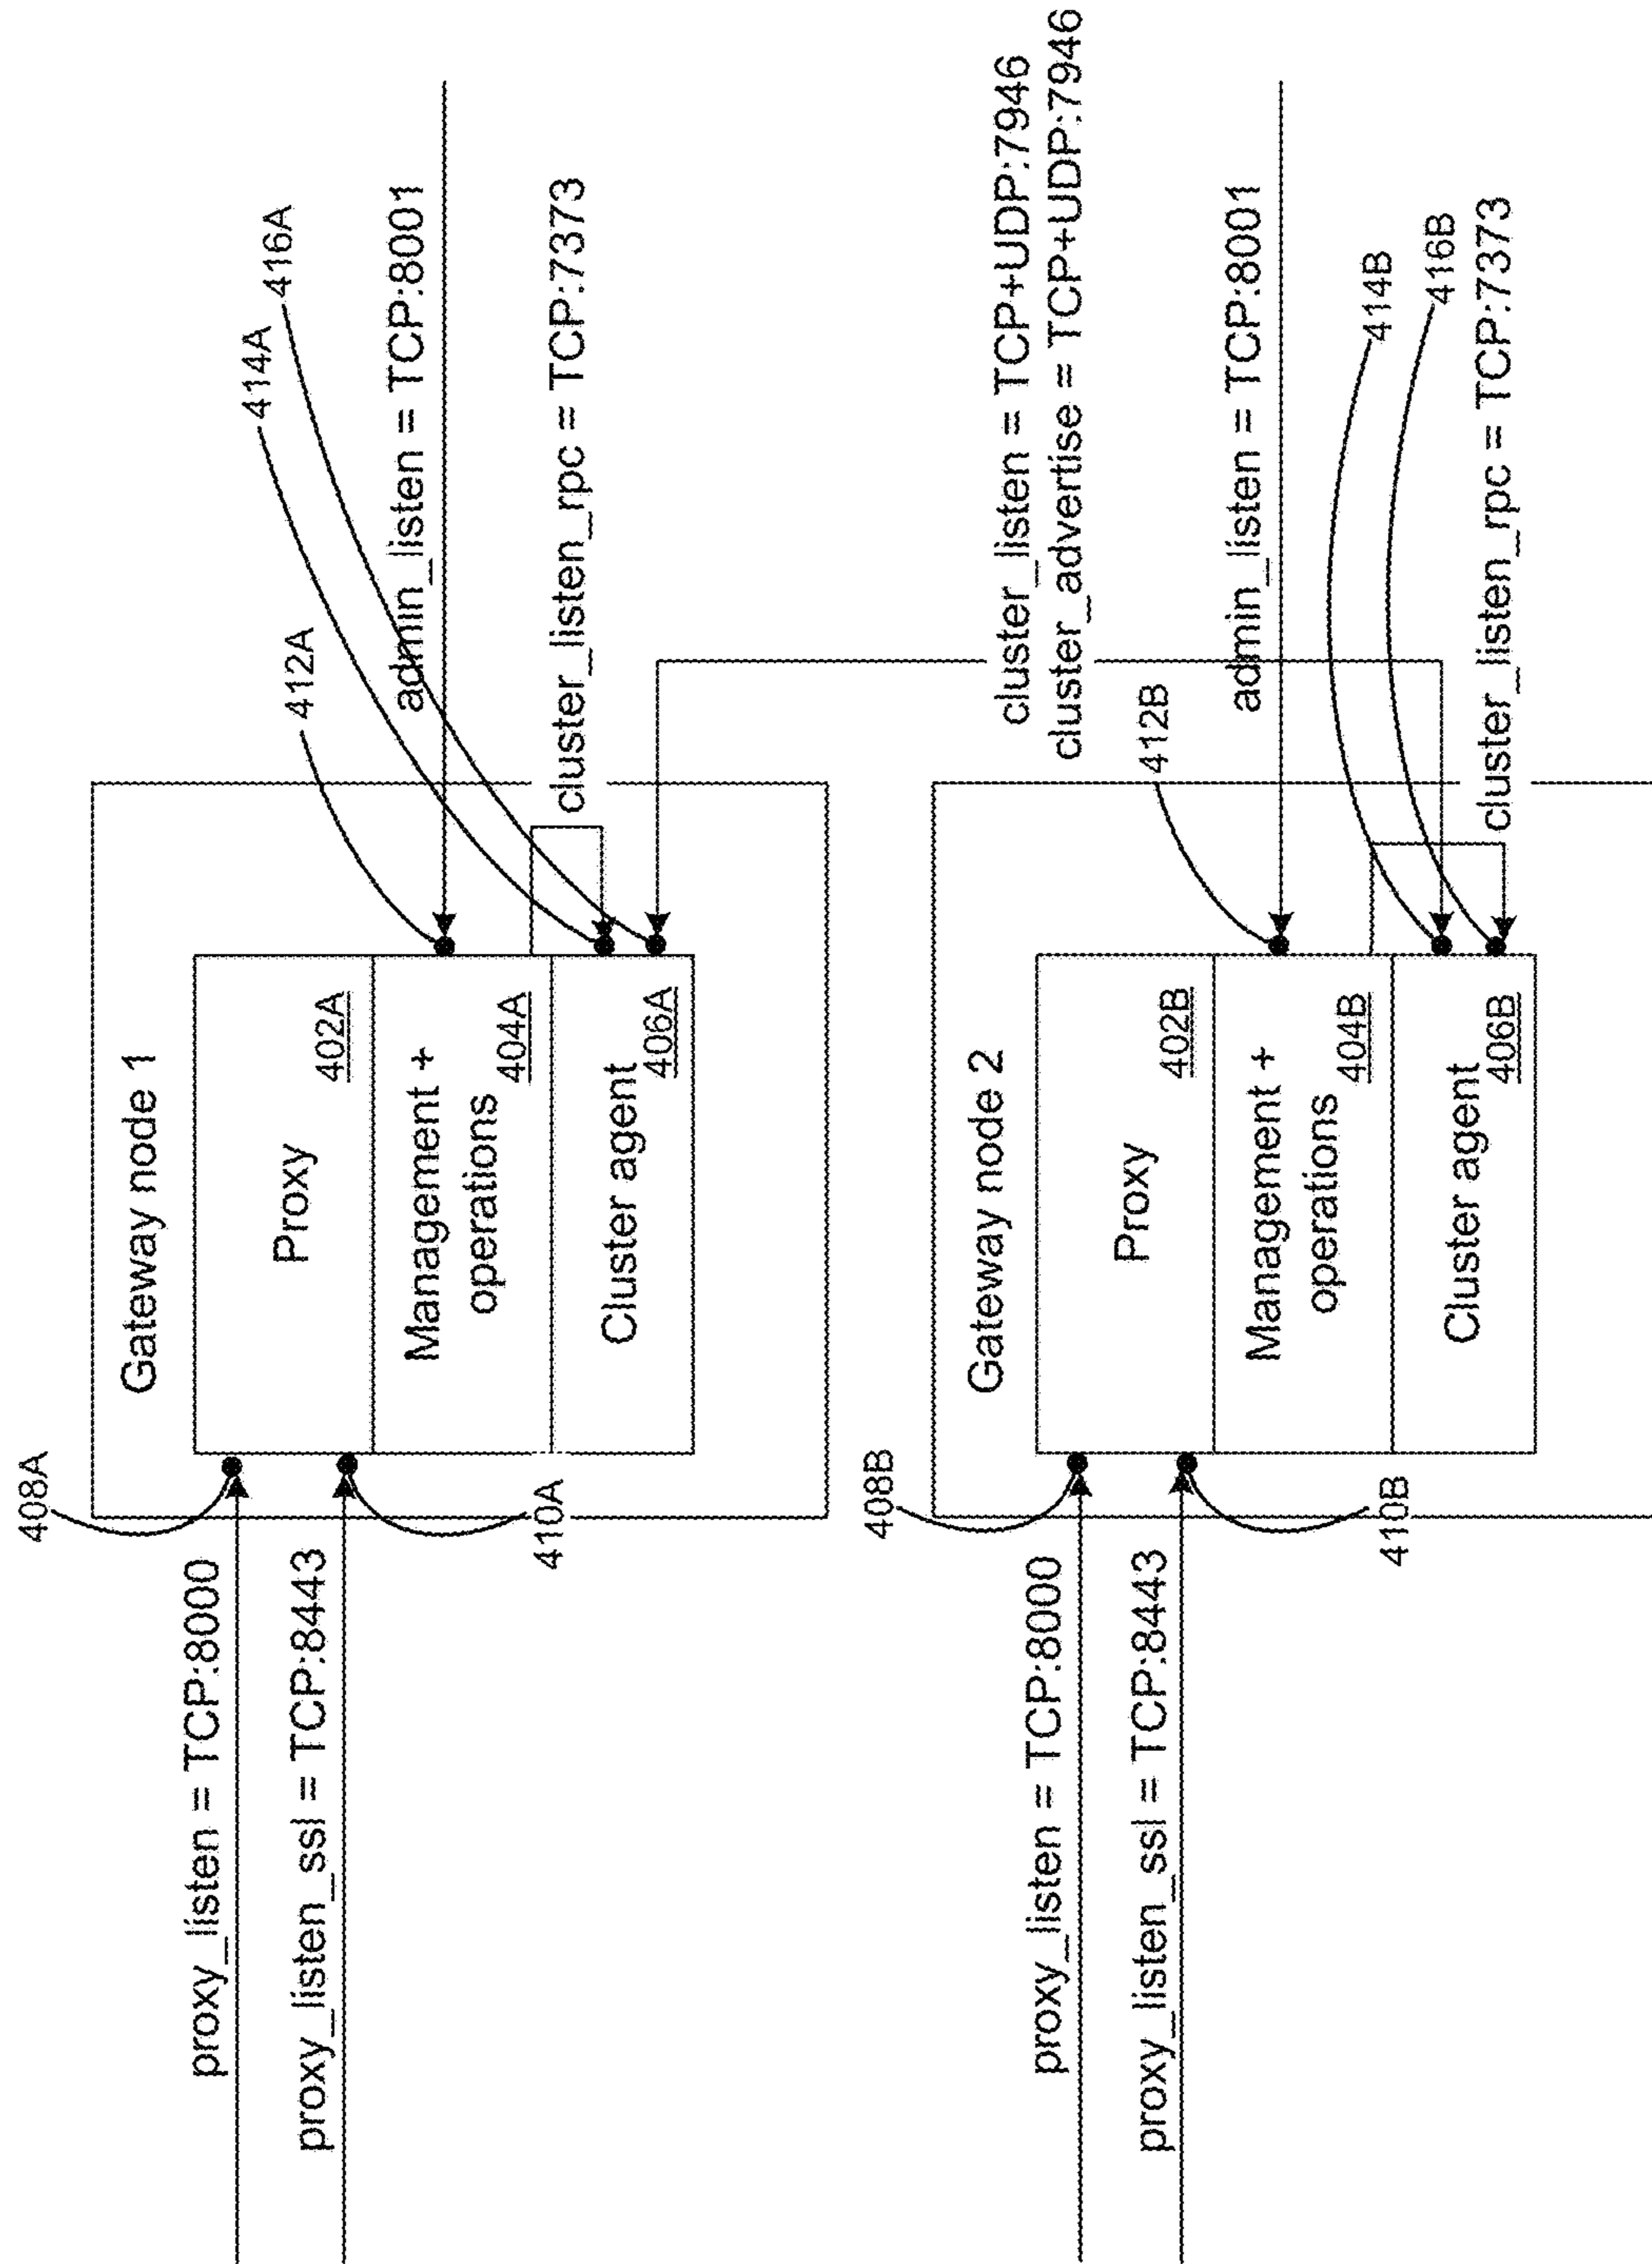 408A
proxy_listen = TCP:8000
proxy_listen_ssl = TCP:8443
410A
Gateway node 1
Proxy
402A
Management +
operations
404A
Cluster agent
406A
412A
414A
416A
admin_listen = TCP:8001
cluster_listen_rpc = TCP:7373
cluster_listen = TCP+UDP:7946
cluster_advertise = TCP+UDP:7946
408B
proxy_listen = TCP:8000
proxy_listen_ssl = TCP:8443
410B
Gateway node 2
Proxy
402B
Management +
operations
404B
Cluster agent
406B
412B
admin_listen = TCP:8001
414B
416B
cluster_listen_rpc = TCP:7373